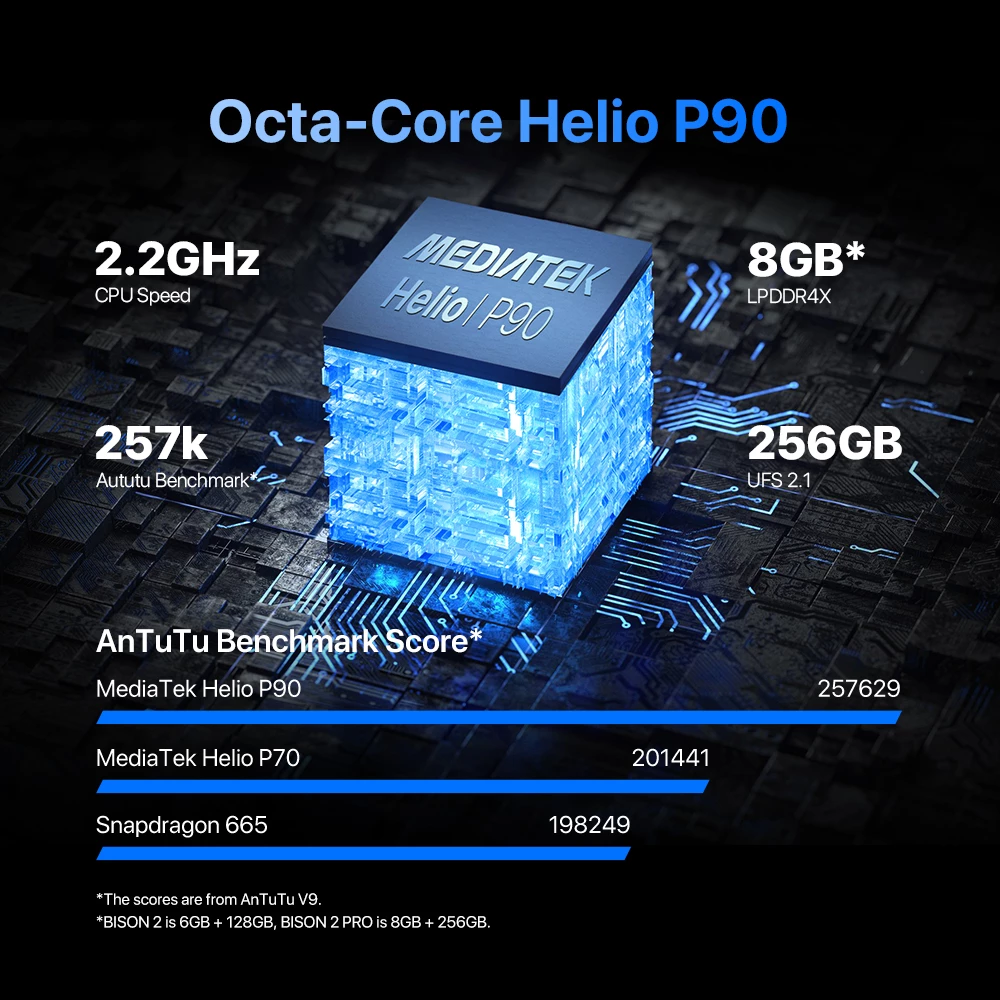 Octa-Core Helio P90
MEDIATEK
Helio | P90
2.2GHz
CPU Speed
8GB*
LPDDR4X
257k
Aututu Benchmark*
256GB
UFS 2.1
AnTuTu Benchmark Score*
MediaTek Helio P90 257629
MediaTek Helio P70 201441
Snapdragon 665 198249
*The scores are from AnTuTu V9.
*BISON 2 is 6GB + 128GB, BISON 2 PRO is 8GB + 256GB.